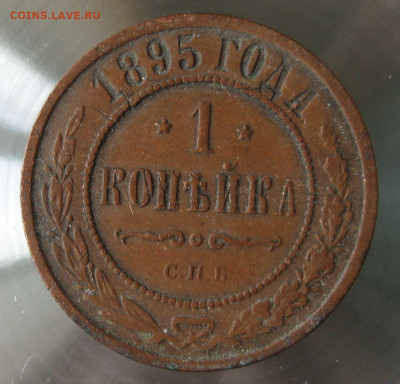 COINS.LAVE.RU
1895 ГОДА
1
КОПѢЙКА
С.П.Б